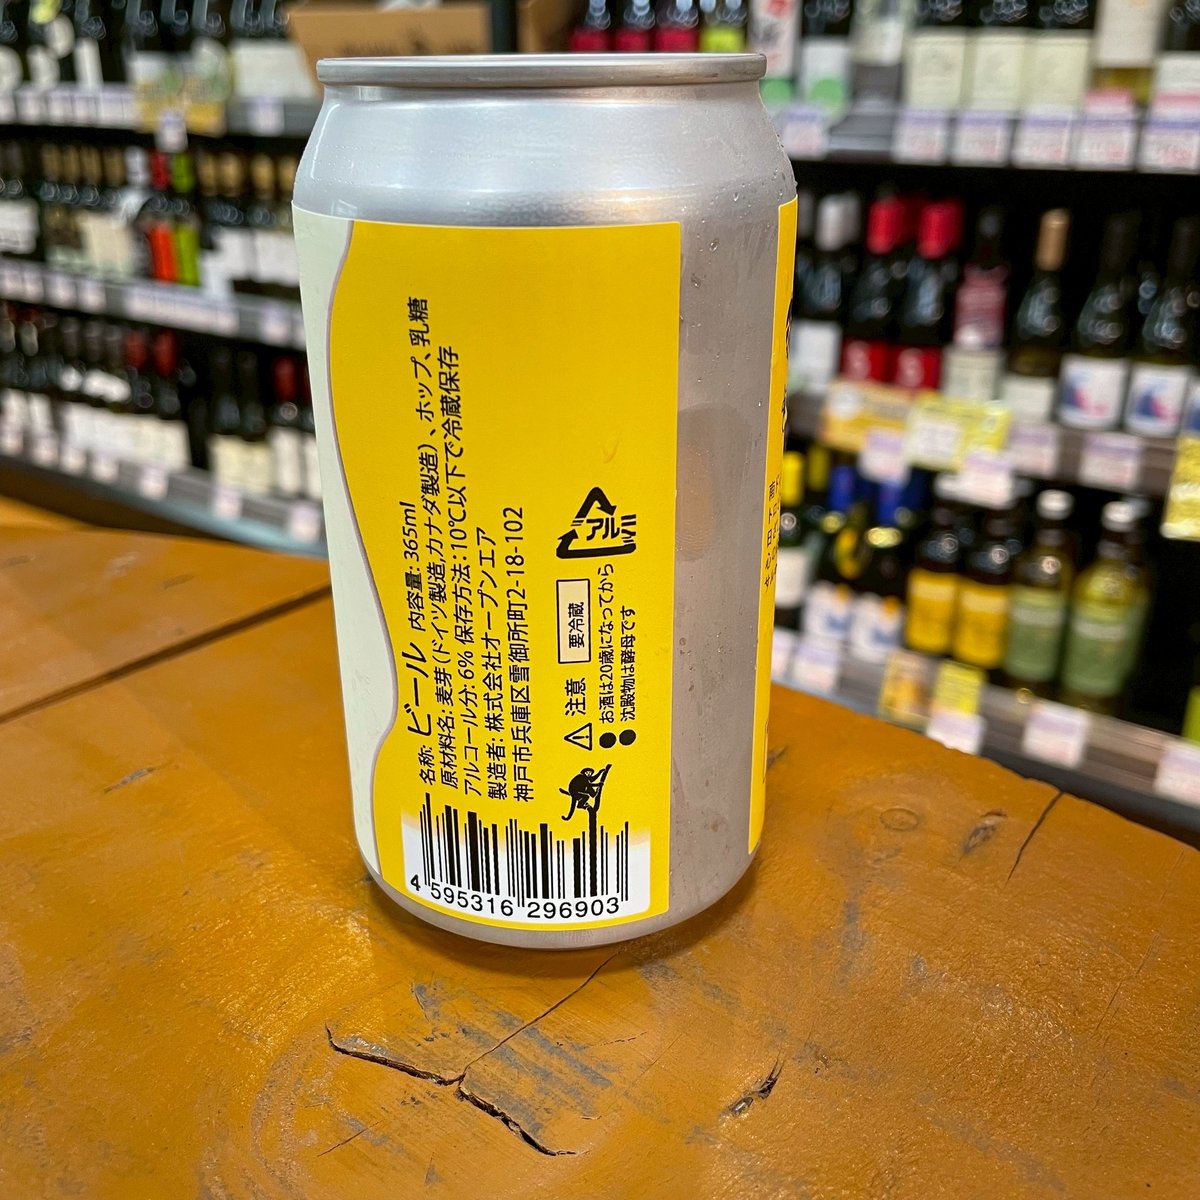 名称: ビール 内容量: 365ml
原材料名: 麦芽(ドイツ製造,カナダ製造)、ホップ、乳糖
アルコール分: 6% 保存方法: 10℃以下で冷蔵保存
製造者: 株式会社オープンエア
神戸市兵庫区雪御所町2-18-102
注意 要冷蔵
お酒は20歳になってから
沈殿物は酵母です
アルミ
4 595316 296903